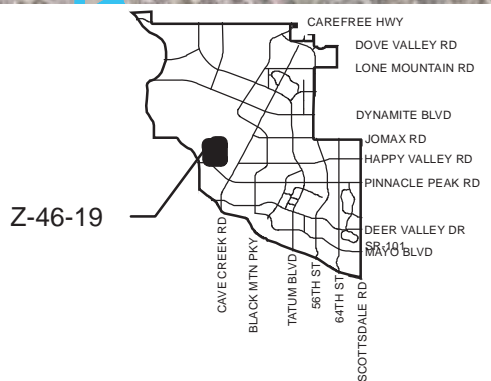 CAREFREE HWY
DOVE VALLEY RD
LONE MOUNTAIN RD
DYNAMITE BLVD
JOMAX RD
HAPPY VALLEY RD
PINNACLE PEAK RD
Z-46-19
DEER VALLEY DR
SR-101
MAYO BLVD
CAVE CREEK RD
BLACK MTN PKY
TATUM BLVD
56TH ST
64TH ST
SCOTTSDALE RD